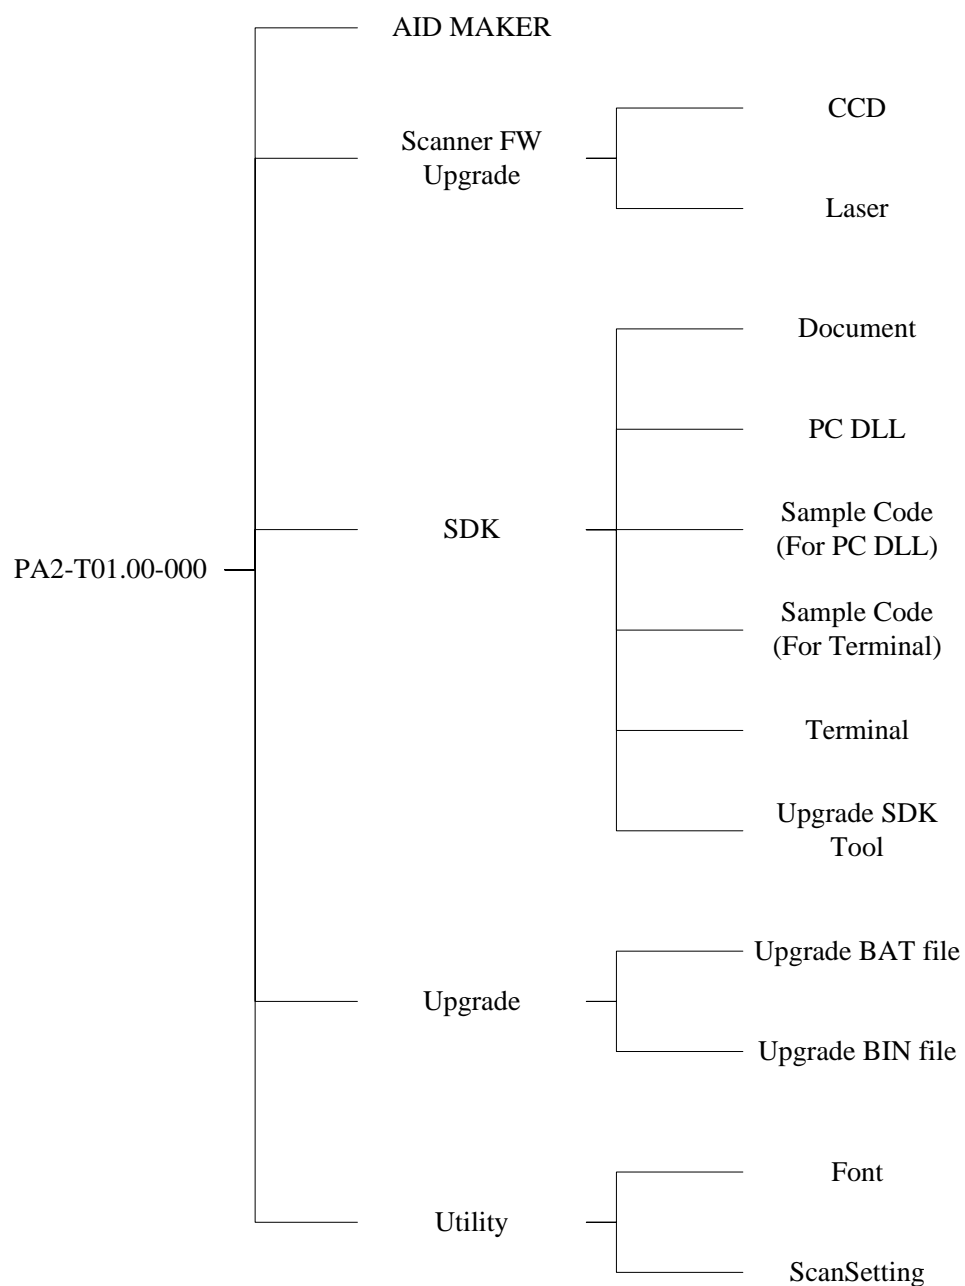 AID MAKER
CCD
Scanner FW
Upgrade
Laser
Document
PC DLL
Sample Code
(For PC DLL)
SDK
PA2-T01.00-000
Sample Code
(For Terminal)
Terminal
Upgrade SDK
Tool
Upgrade BAT file
Upgrade
Upgrade BIN file
Font
Utility
ScanSetting